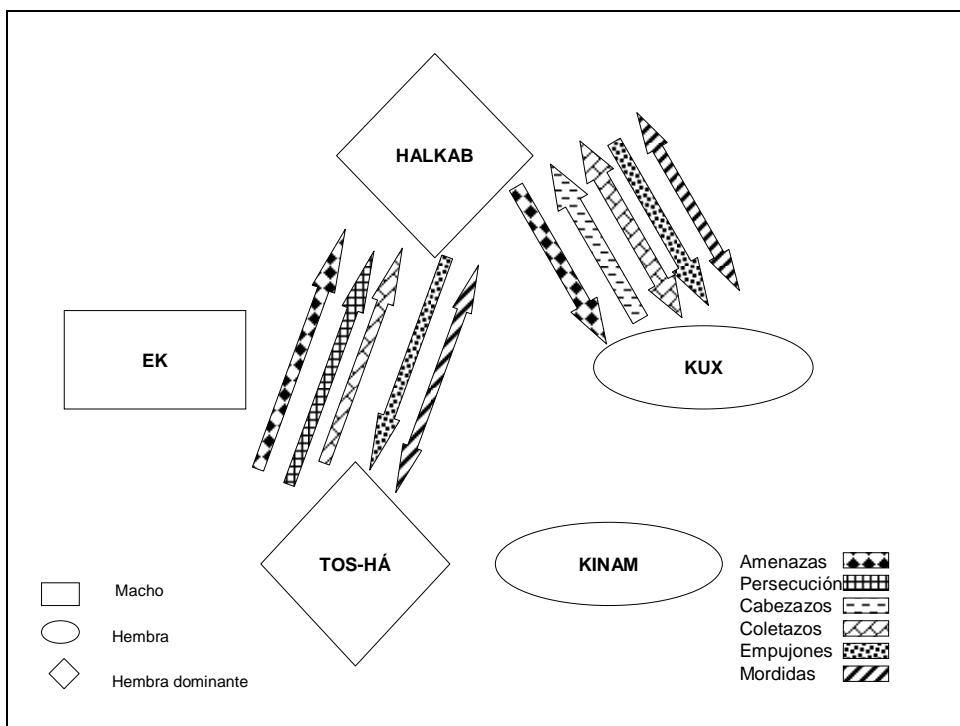 HALKAB
EK
KUX
TOS-HÁ
KINAM
Macho
Hembra
Hembra dominante
Amenazas
Persecución
Cabezazos
Coletazos
Empujones
Mordidas